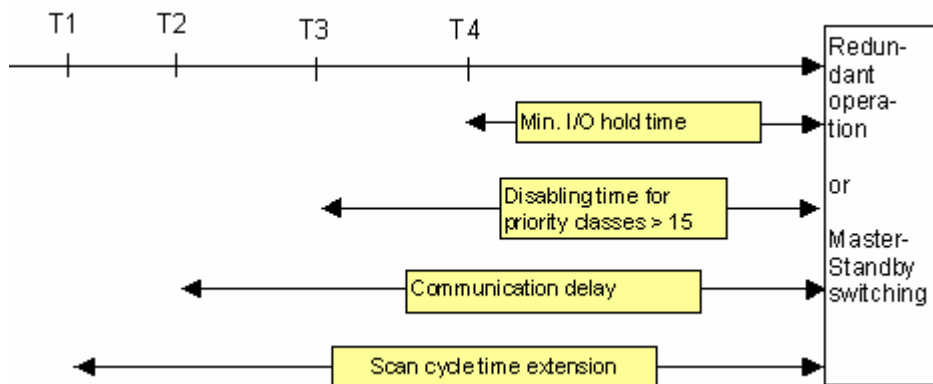 T1 T2 T3 T4
Min. I/O hold time
Disabling time for
priority classes > 15
Communication delay
Scan cycle time extension
Redun-
dant
opera-
tion
or
Master-
Standby
switching